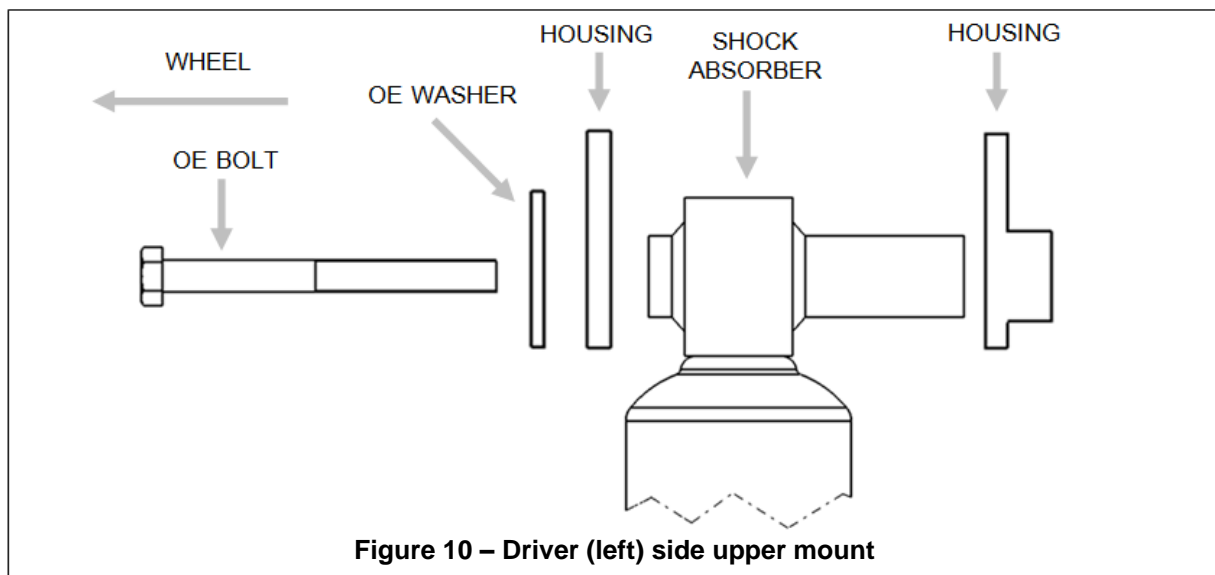 HOUSING
SHOCK
ABSORBER
HOUSING
WHEEL
OE WASHER
OE BOLT
Figure 10 – Driver (left) side upper mount